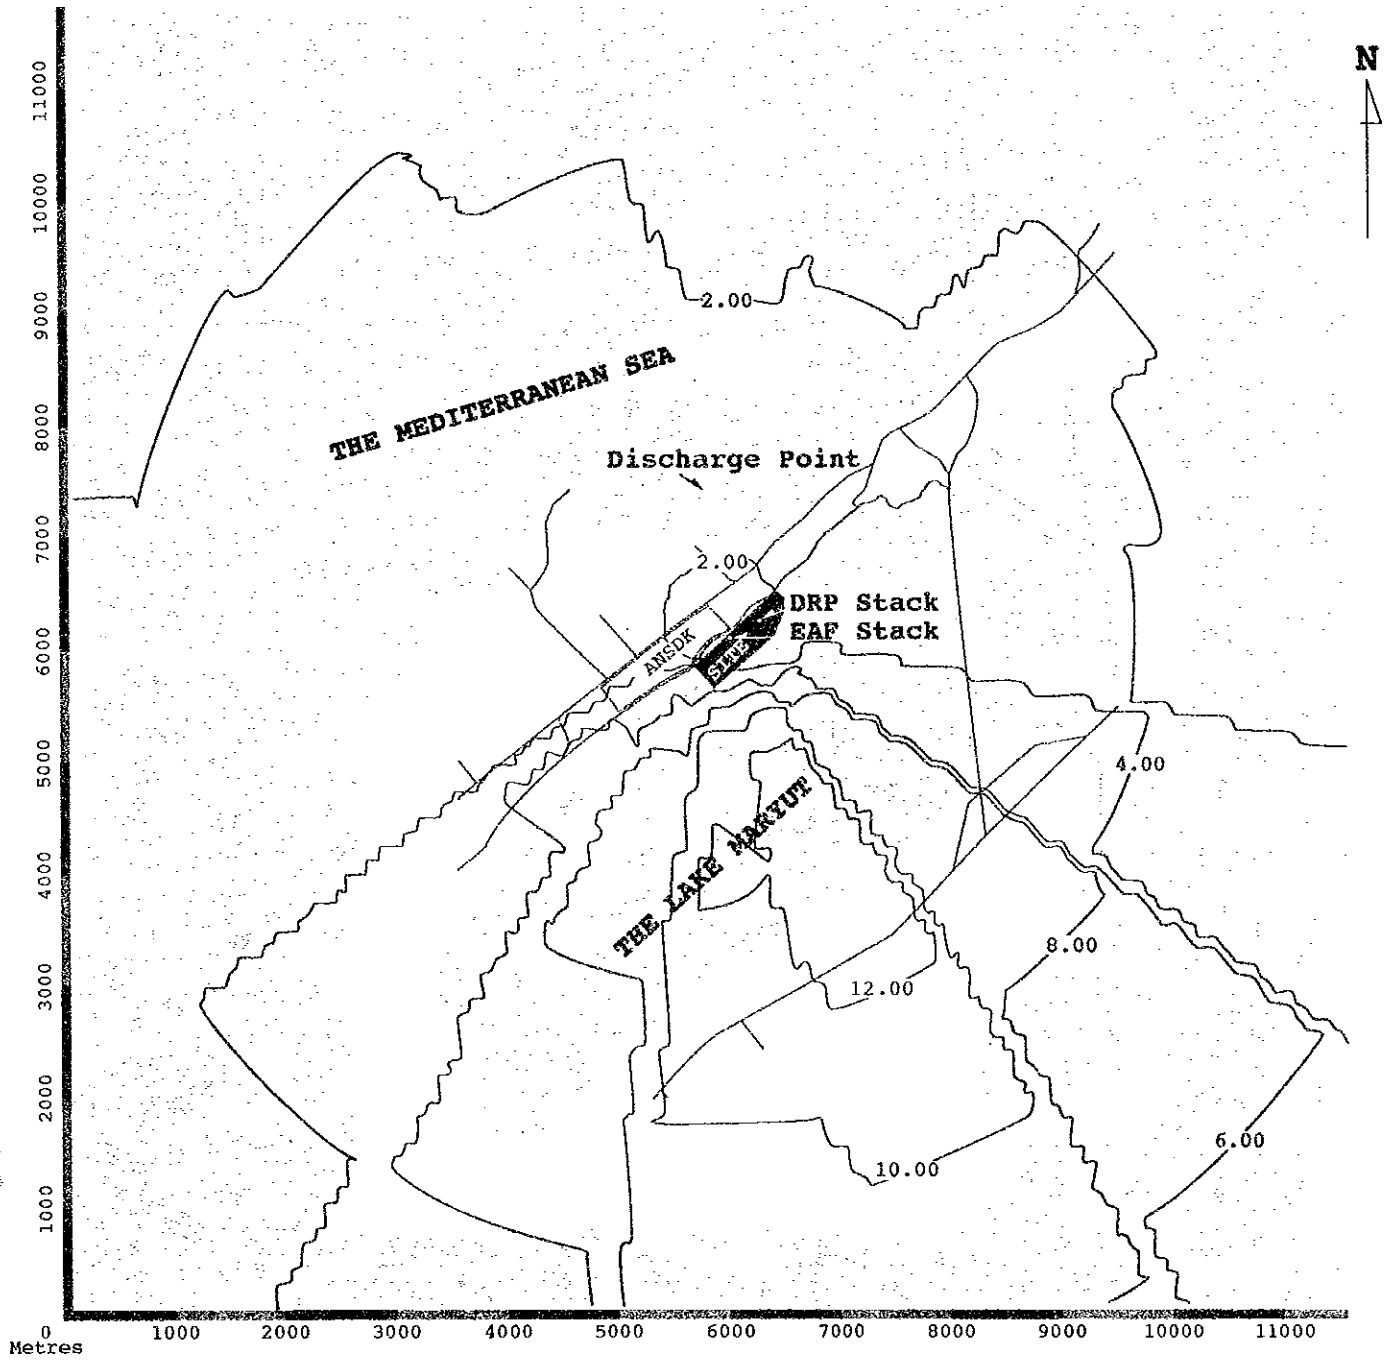 N
11000
10000
9000
8000
7000
6000
5000
4000
3000
2000
1000
2.00
THE MEDITERRANEAN SEA
Discharge Point
2.00
DRP Stack
EAF Stack
ANSDK
SITE
4.00
THE LAKE MARYUT
8.00
12.00
6.00
10.00
0 1000 2000 3000 4000 5000 6000 7000 8000 9000 10000 11000
Metres